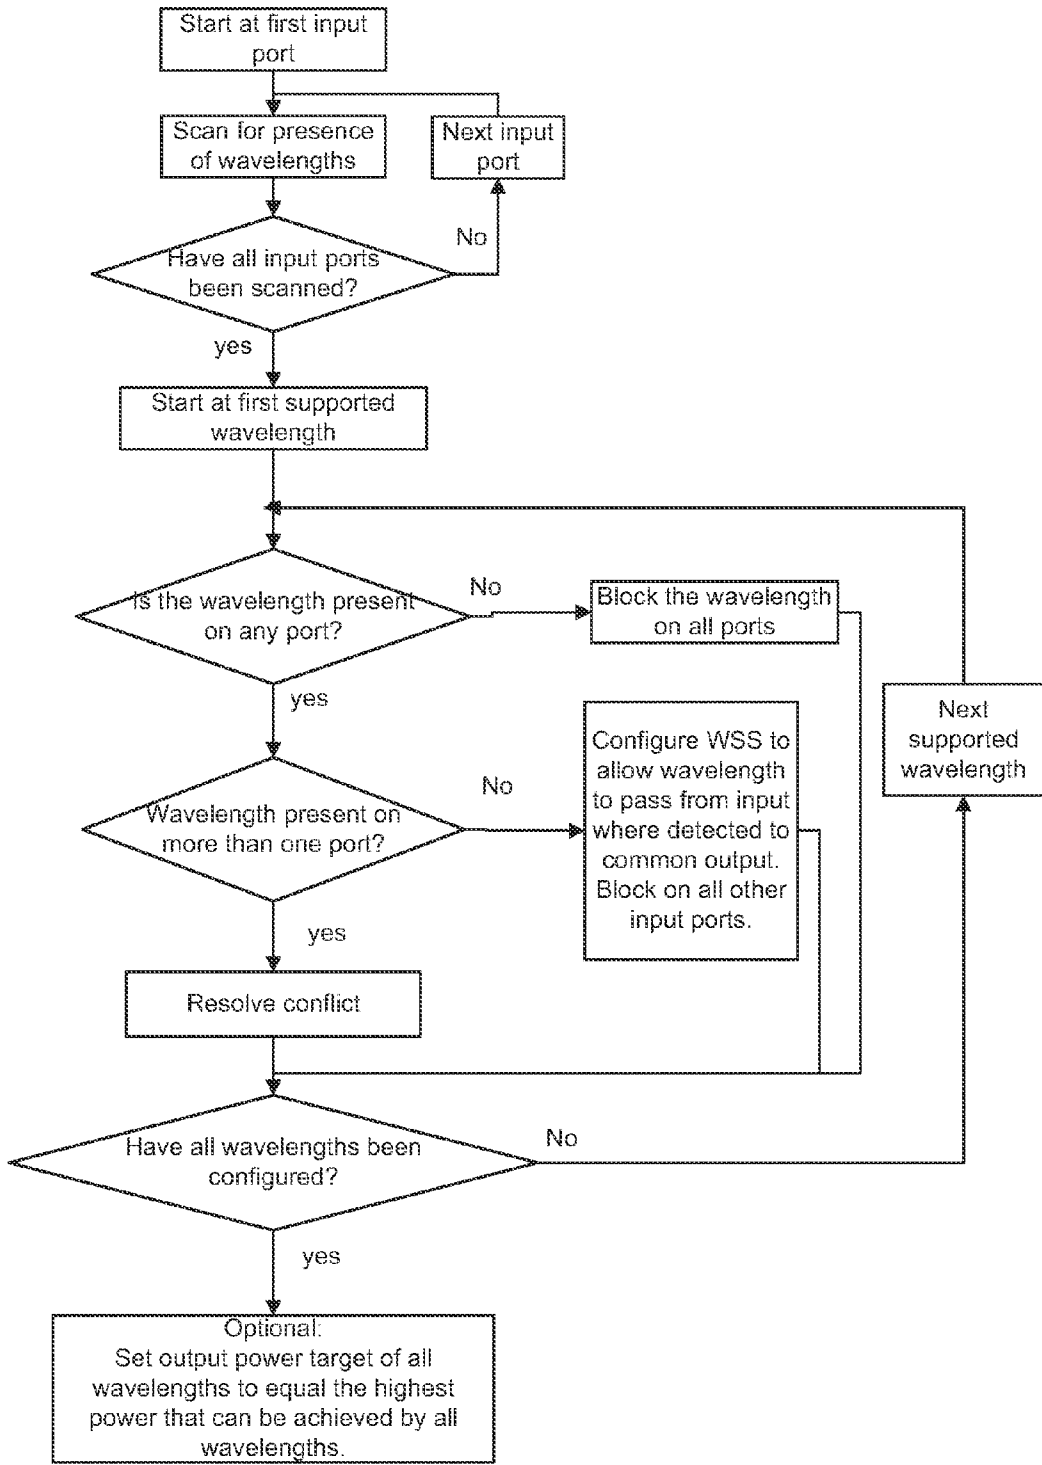 Start at first input
port
Scan for presence
of wavelengths
Next input
port
No
Have all input ports
been scanned?
yes
Start at first supported
wavelength
Is the wavelength present
on any port?
No
Block the wavelength
on all ports
yes
Next
supported
wavelength
Wavelength present on
more than one port?
No
Configure WSS to
allow wavelength
to pass from input
where detected to
common output.
Block on all other
input ports.
yes
Resolve conflict
Have all wavelengths been
configured?
No
yes
Optional:
Set output power target of all
wavelengths to equal the highest
power that can be achieved by all
wavelengths.